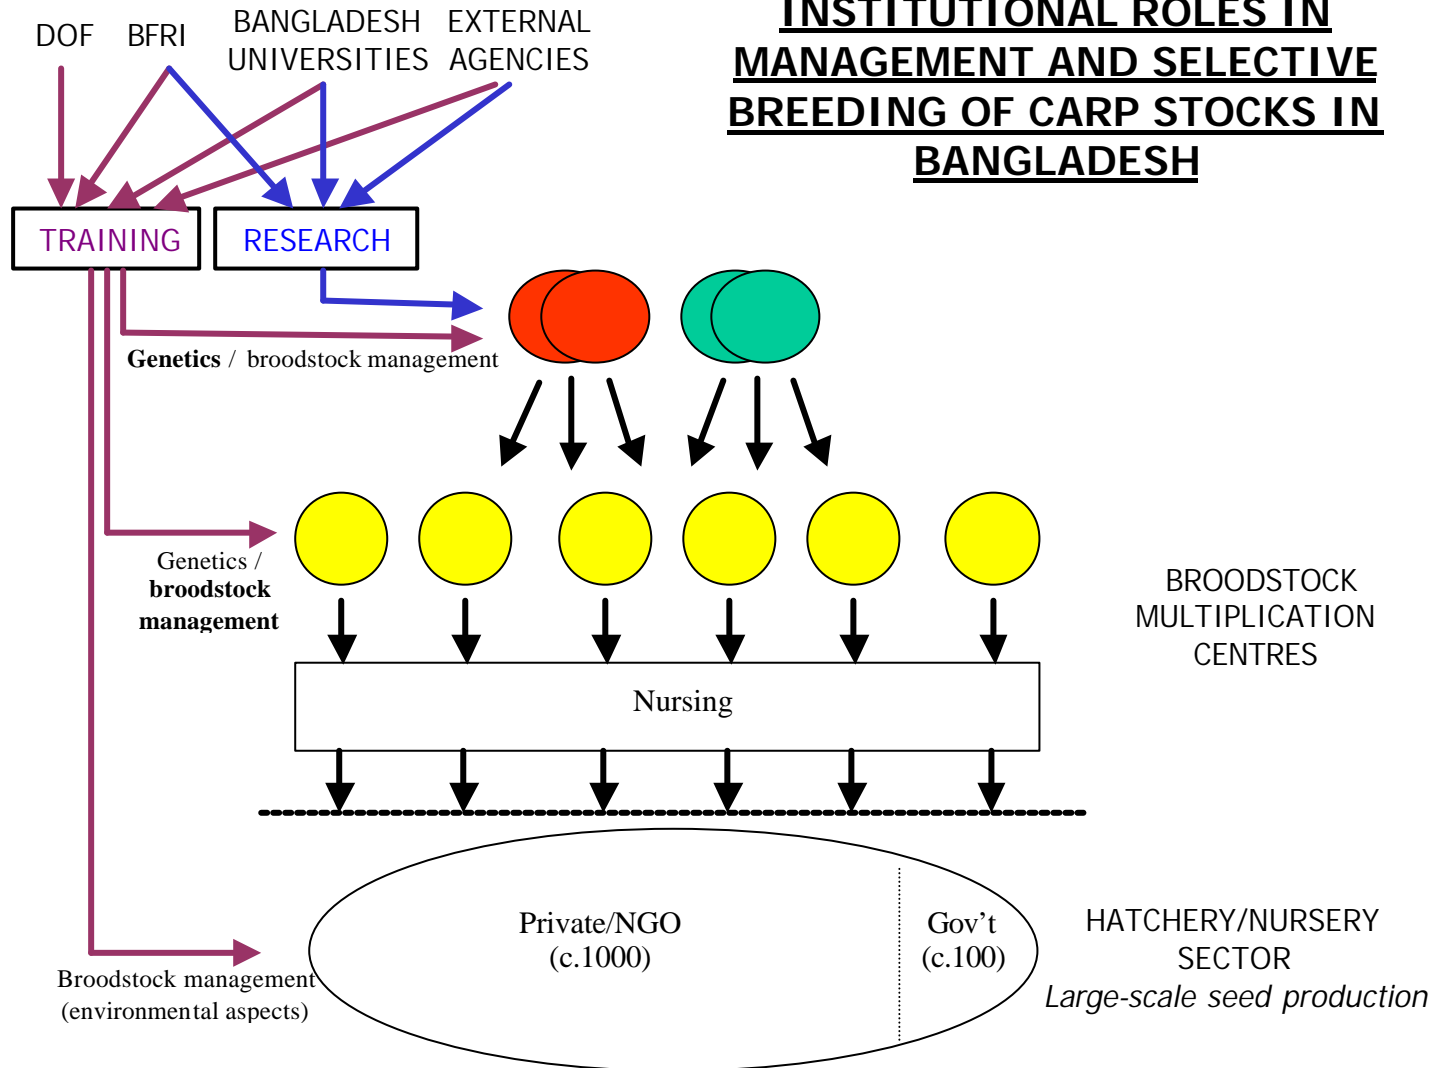 INSTITUTIONAL ROLES IN
MANAGEMENT AND SELECTIVE
BREEDING OF CARP STOCKS IN
BANGLADESH
DOF
BFRI
BANGLADESH
UNIVERSITIES
EXTERNAL
AGENCIES
TRAINING
RESEARCH
Genetics / broodstock management
Genetics /
broodstock
management
BROODSTOCK
MULTIPLICATION
CENTRES
Nursing
Private/NGO
(c.1000)
Gov't
(c.100)
HATCHERY/NURSERY
SECTOR
Large-scale seed production
Broodstock management
(environmental aspects)